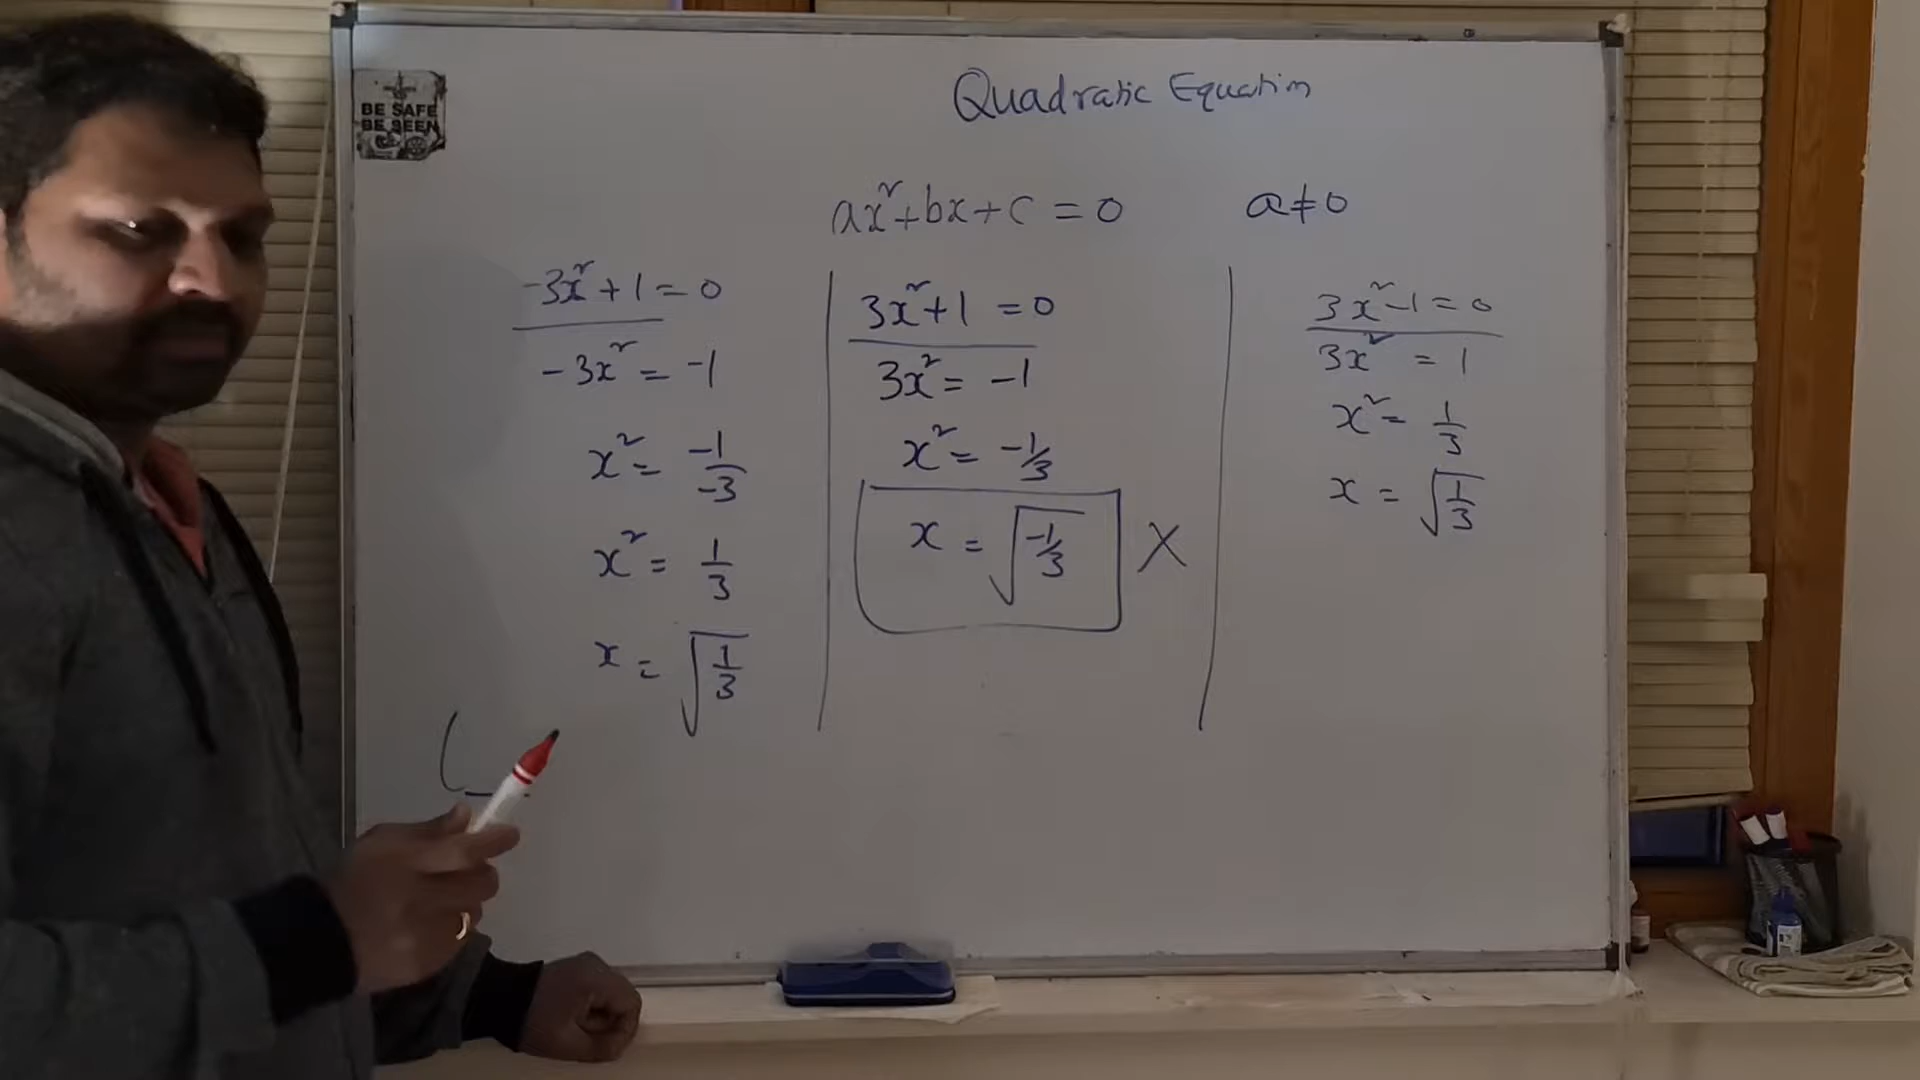 BE SAFE
BE SEEN
Quadratic Equation
ax²+bx+c = 0
a≠0
-3x²+1=0
-3x² = -1
x² = -1/-3
x² = 1/3
x = √1/3
3x²+1 = 0
3x² = -1
x² = -1/3
x = √-1/3 X
3x²-1=0
3x² = 1
x² = 1/3
x = √1/3